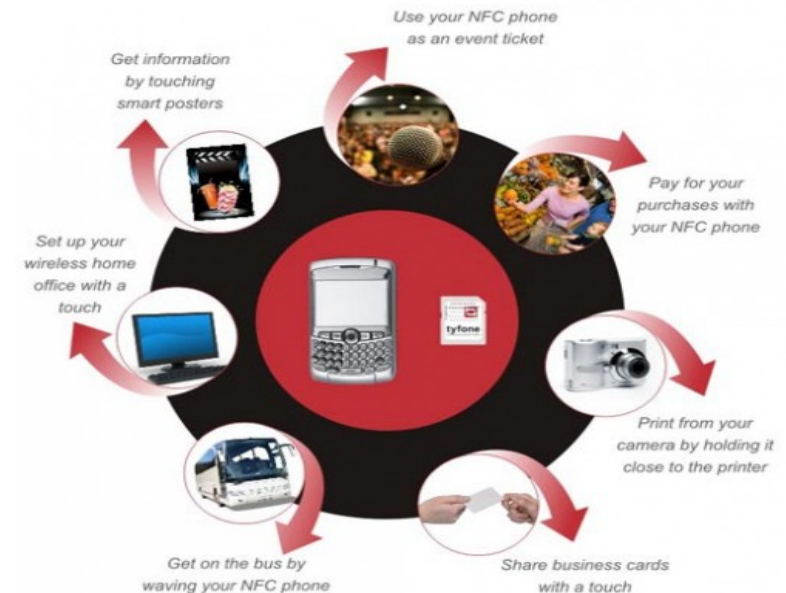 Use your NFC phone
as an event ticket
Get information
by touching
smart posters
Pay for your
purchases with
your NFC phone
Set up your
wireless home
office with a
touch
tyfone
Print from your
camera by holding it
close to the printer
Get on the bus by
waving your NFC phone
Share business cards
with a touch